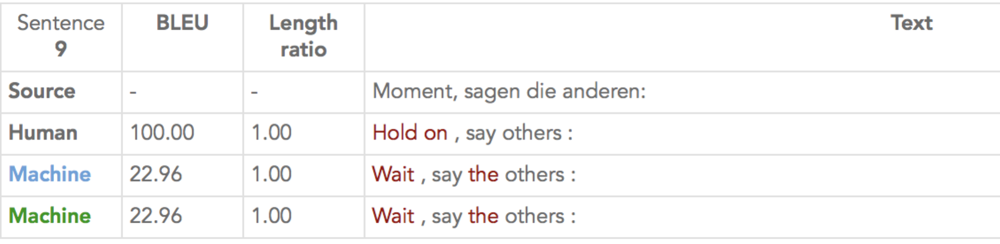 Sentence 9 BLEU Length ratio Text
Source - - Moment, sagen die anderen:
Human 100.00 1.00 Hold on , say others :
Machine 22.96 1.00 Wait , say the others :
Machine 22.96 1.00 Wait , say the others :